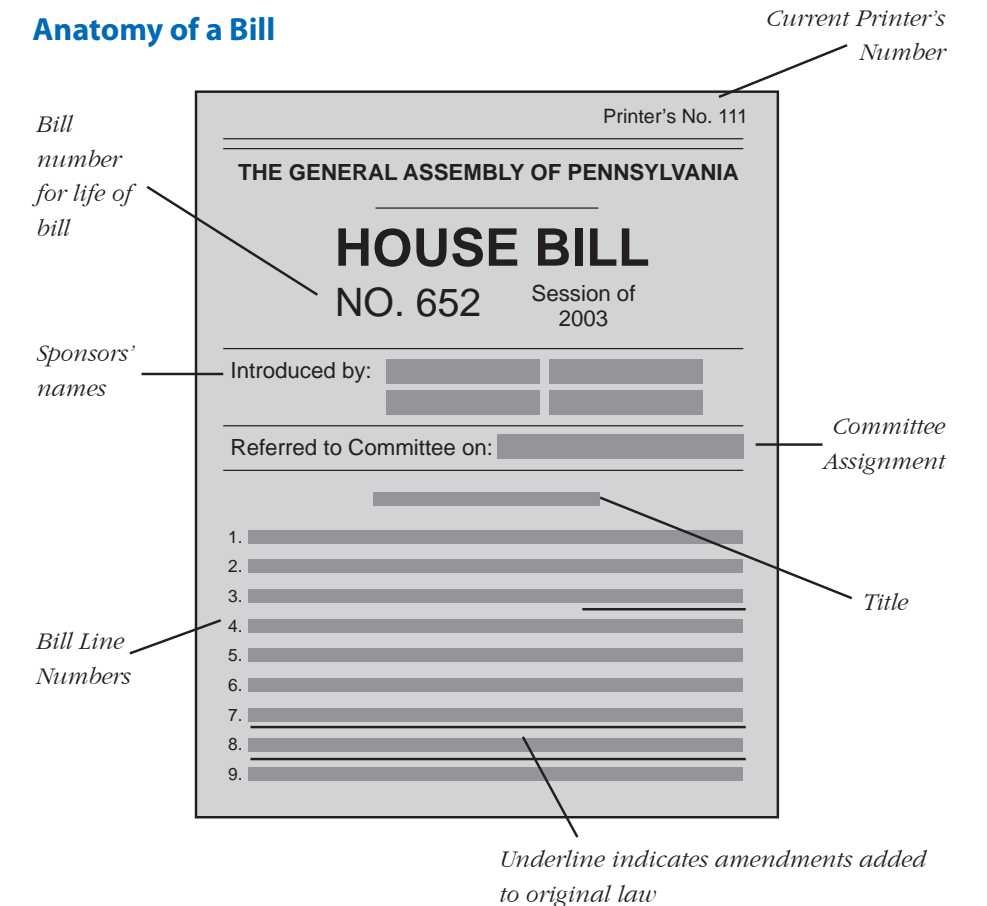 Anatomy of a Bill
Current Printer's
Number
Printer's No. 111
Bill
number
for life of
bill
THE GENERAL ASSEMBLY OF PENNSYLVANIA
HOUSE BILL
NO. 652
Session of
2003
Sponsors'
names
Introduced by:
Referred to Committee on:
Committee
Assignment
1.
2.
3.
Title
4.
Bill Line
Numbers
5.
6.
7.
8.
9.
Underline indicates amendments added
to original law